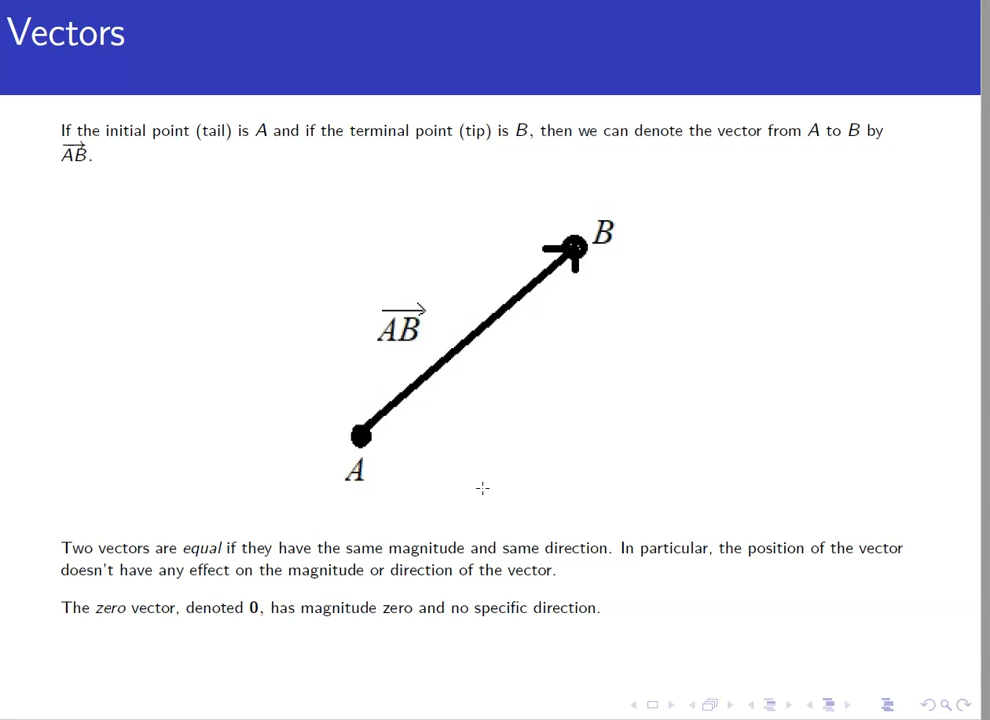 Vectors
If the initial point (tail) is A and if the terminal point (tip) is B, then we can denote the vector from A to B by
$\overrightarrow{AB}$.
B
$\overrightarrow{AB}$
A
Two vectors are equal if they have the same magnitude and same direction. In particular, the position of the vector
doesn't have any effect on the magnitude or direction of the vector.
The zero vector, denoted 0, has magnitude zero and no specific direction.